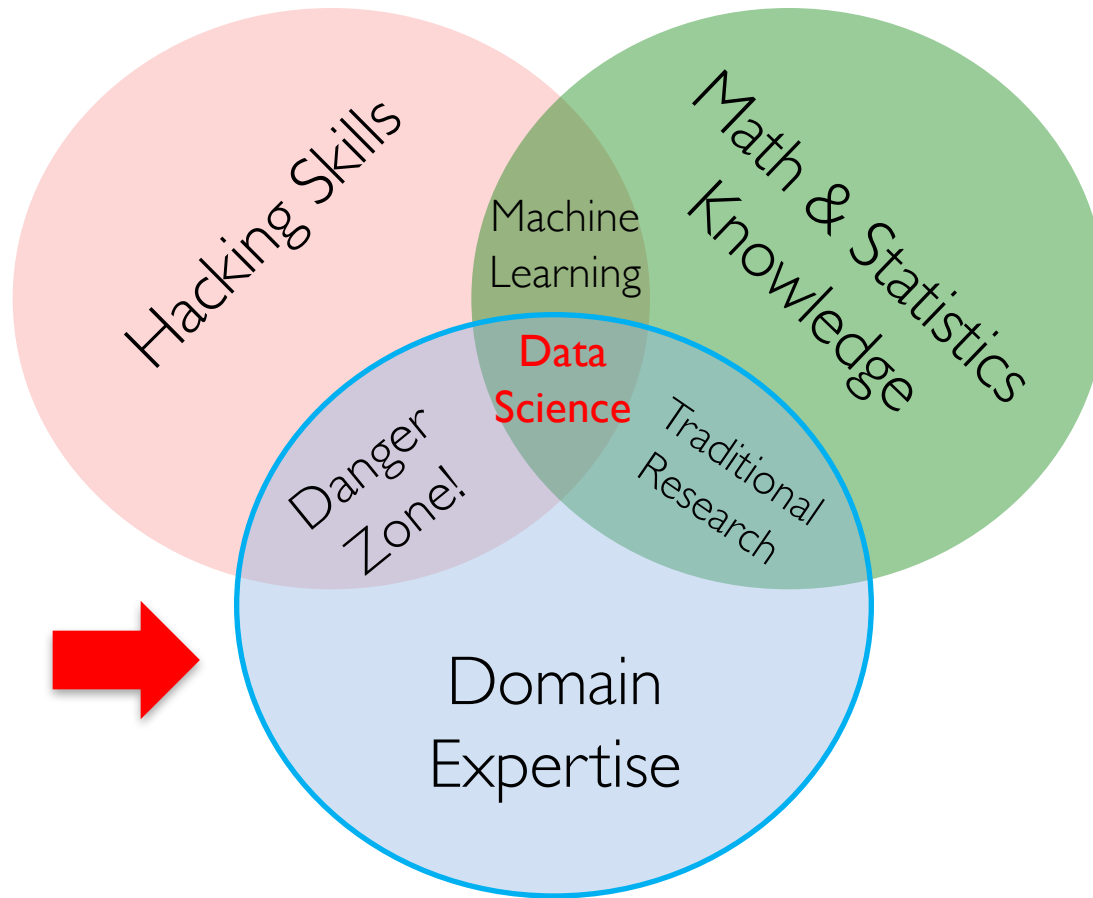 Hacking Skills
Math & Statistics
Knowledge
Machine
Learning
Data
Science
Danger
Zone!
Traditional
Research
Domain
Expertise